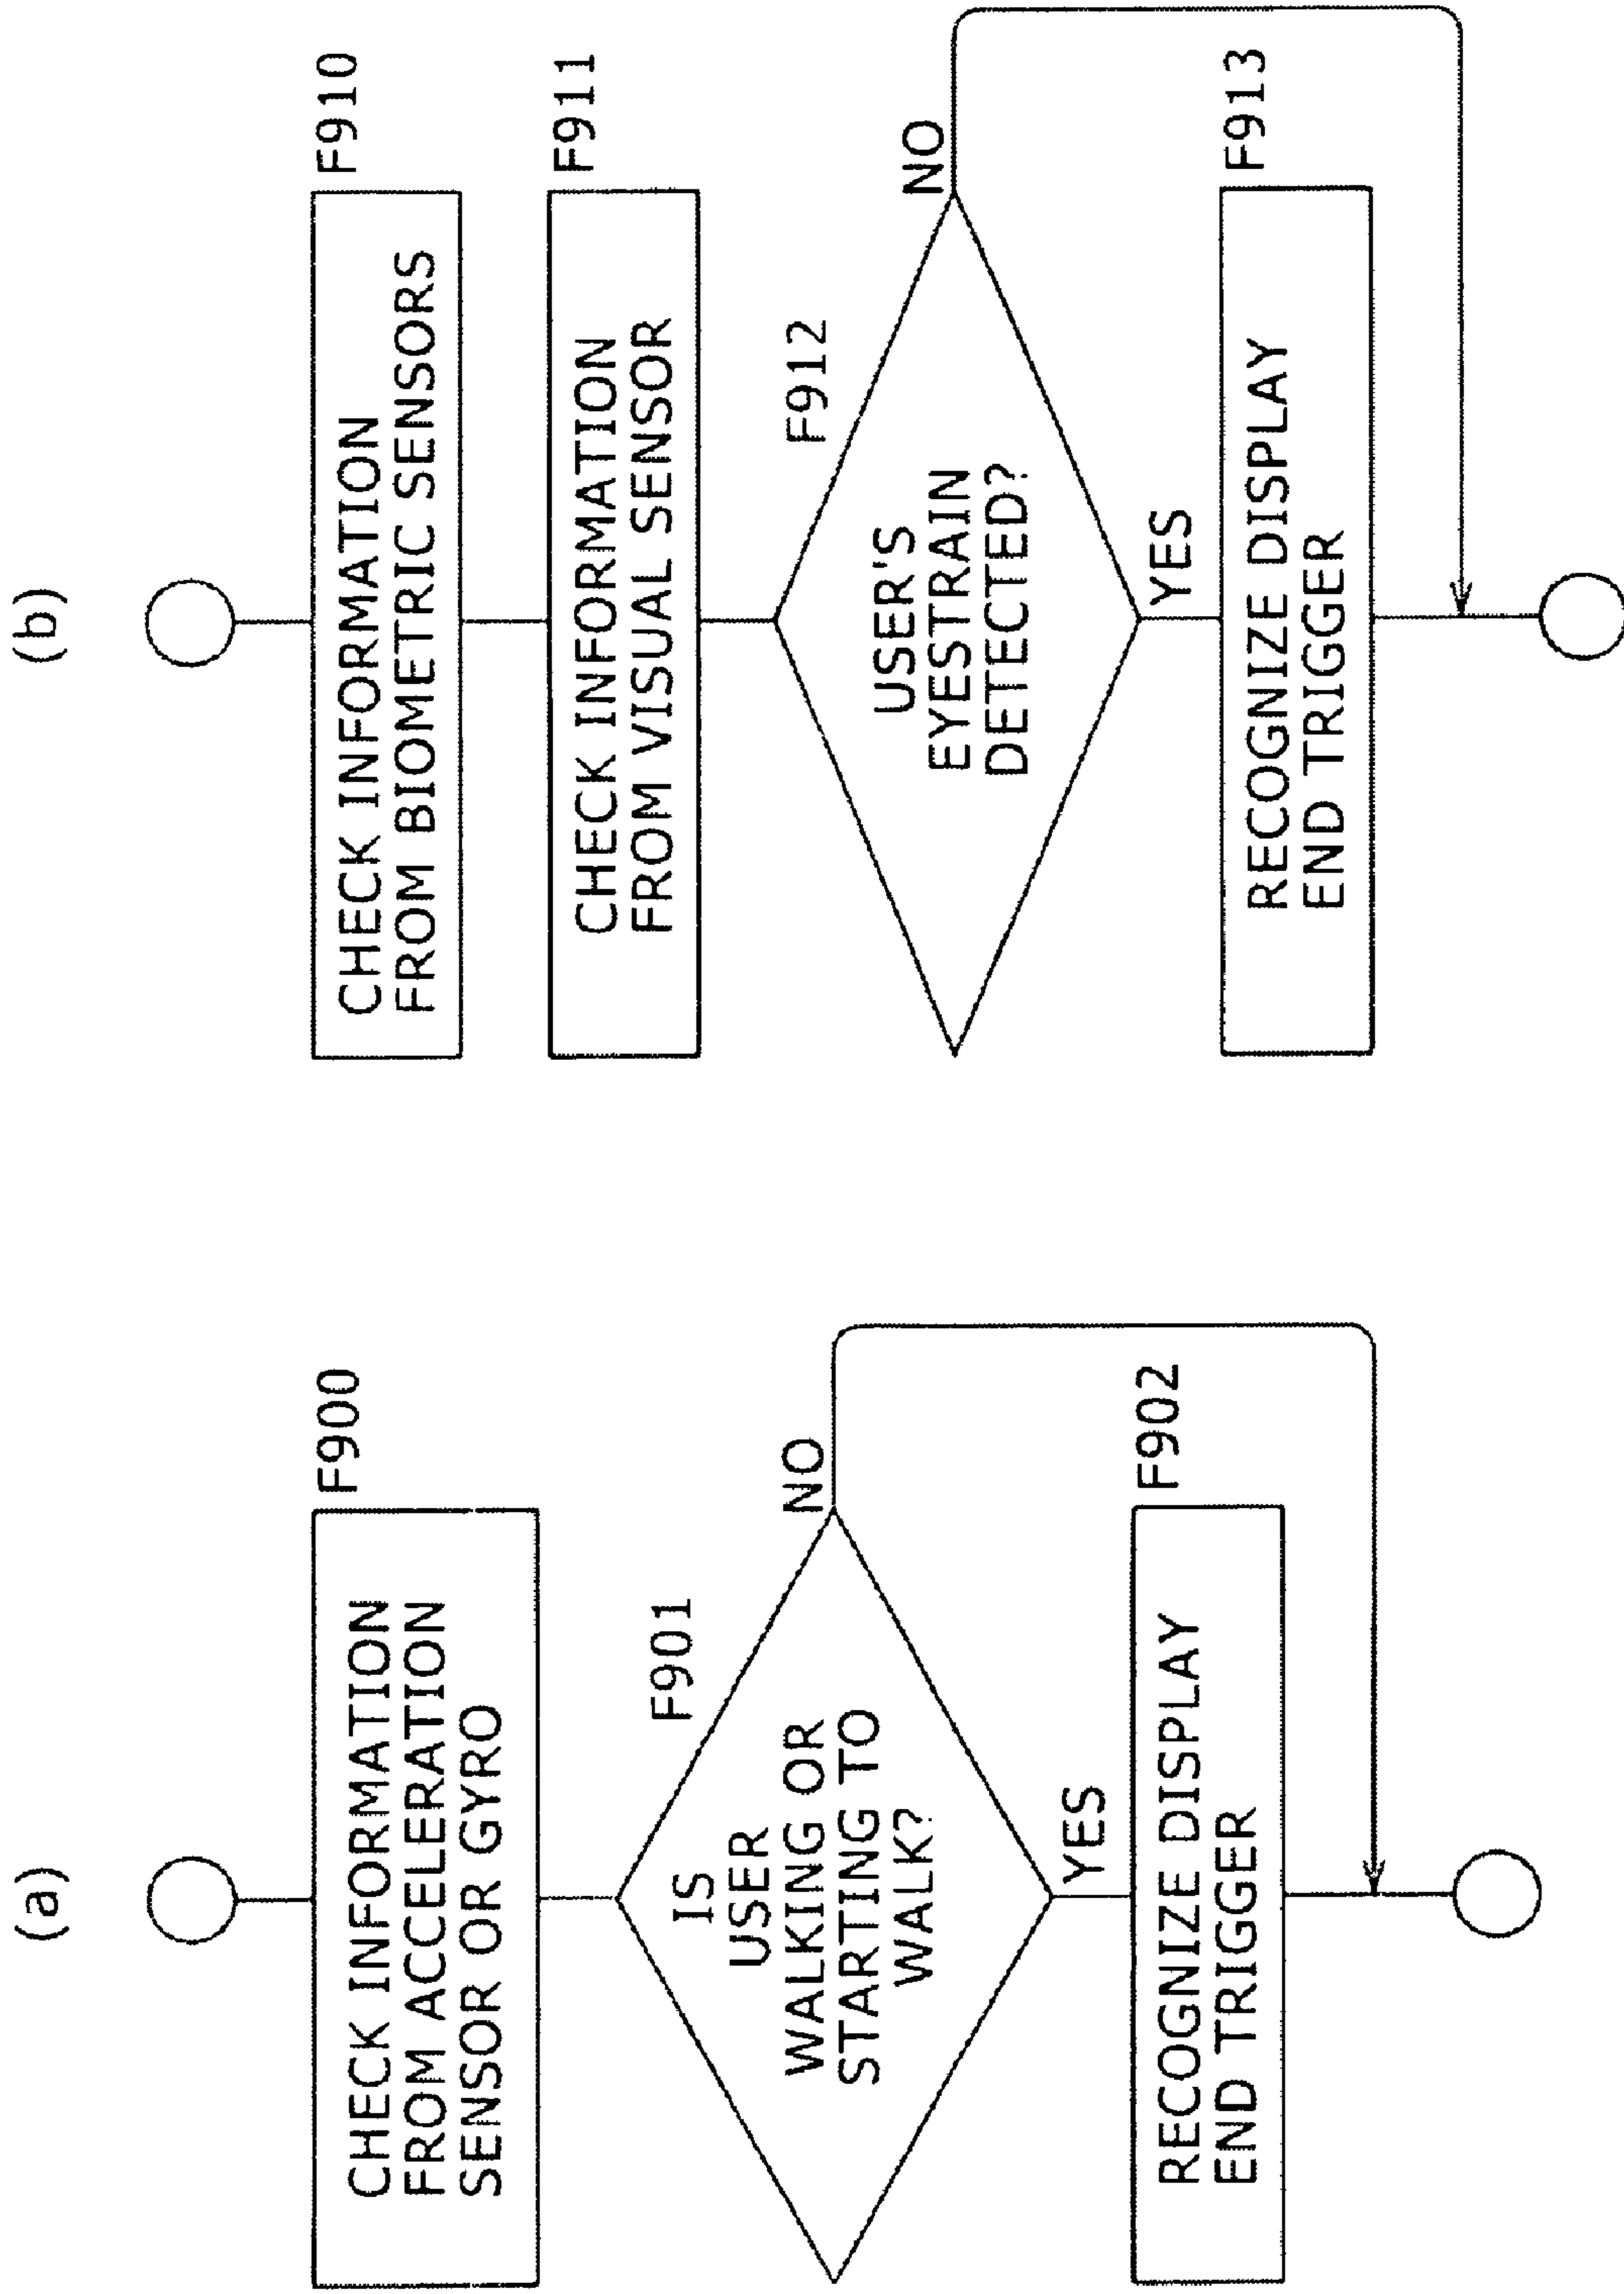 (a)
F900
CHECK INFORMATION
FROM ACCELERATION
SENSOR OR GYRO
F901
IS
USER
WALKING OR
STARTING TO
WALK?
NO
YES
F902
RECOGNIZE DISPLAY
END TRIGGER
(b)
F910
CHECK INFORMATION
FROM BIOMETRIC SENSORS
F911
CHECK INFORMATION
FROM VISUAL SENSOR
F912
USER'S
EYESTRAIN
DETECTED?
NO
YES
F913
RECOGNIZE DISPLAY
END TRIGGER